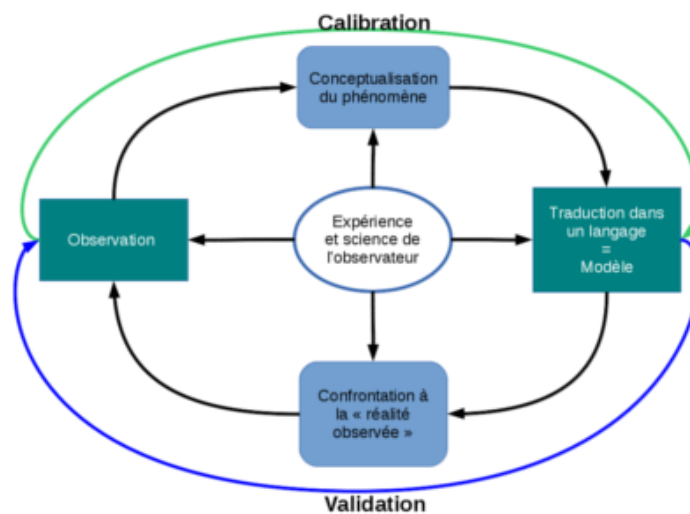 Calibration
Conceptualisation
du phénomène
Observation
Expérience
et science de
l'observateur
Traduction dans
un langage
=
Modèle
Confrontation à
la « réalité
observée »
Validation